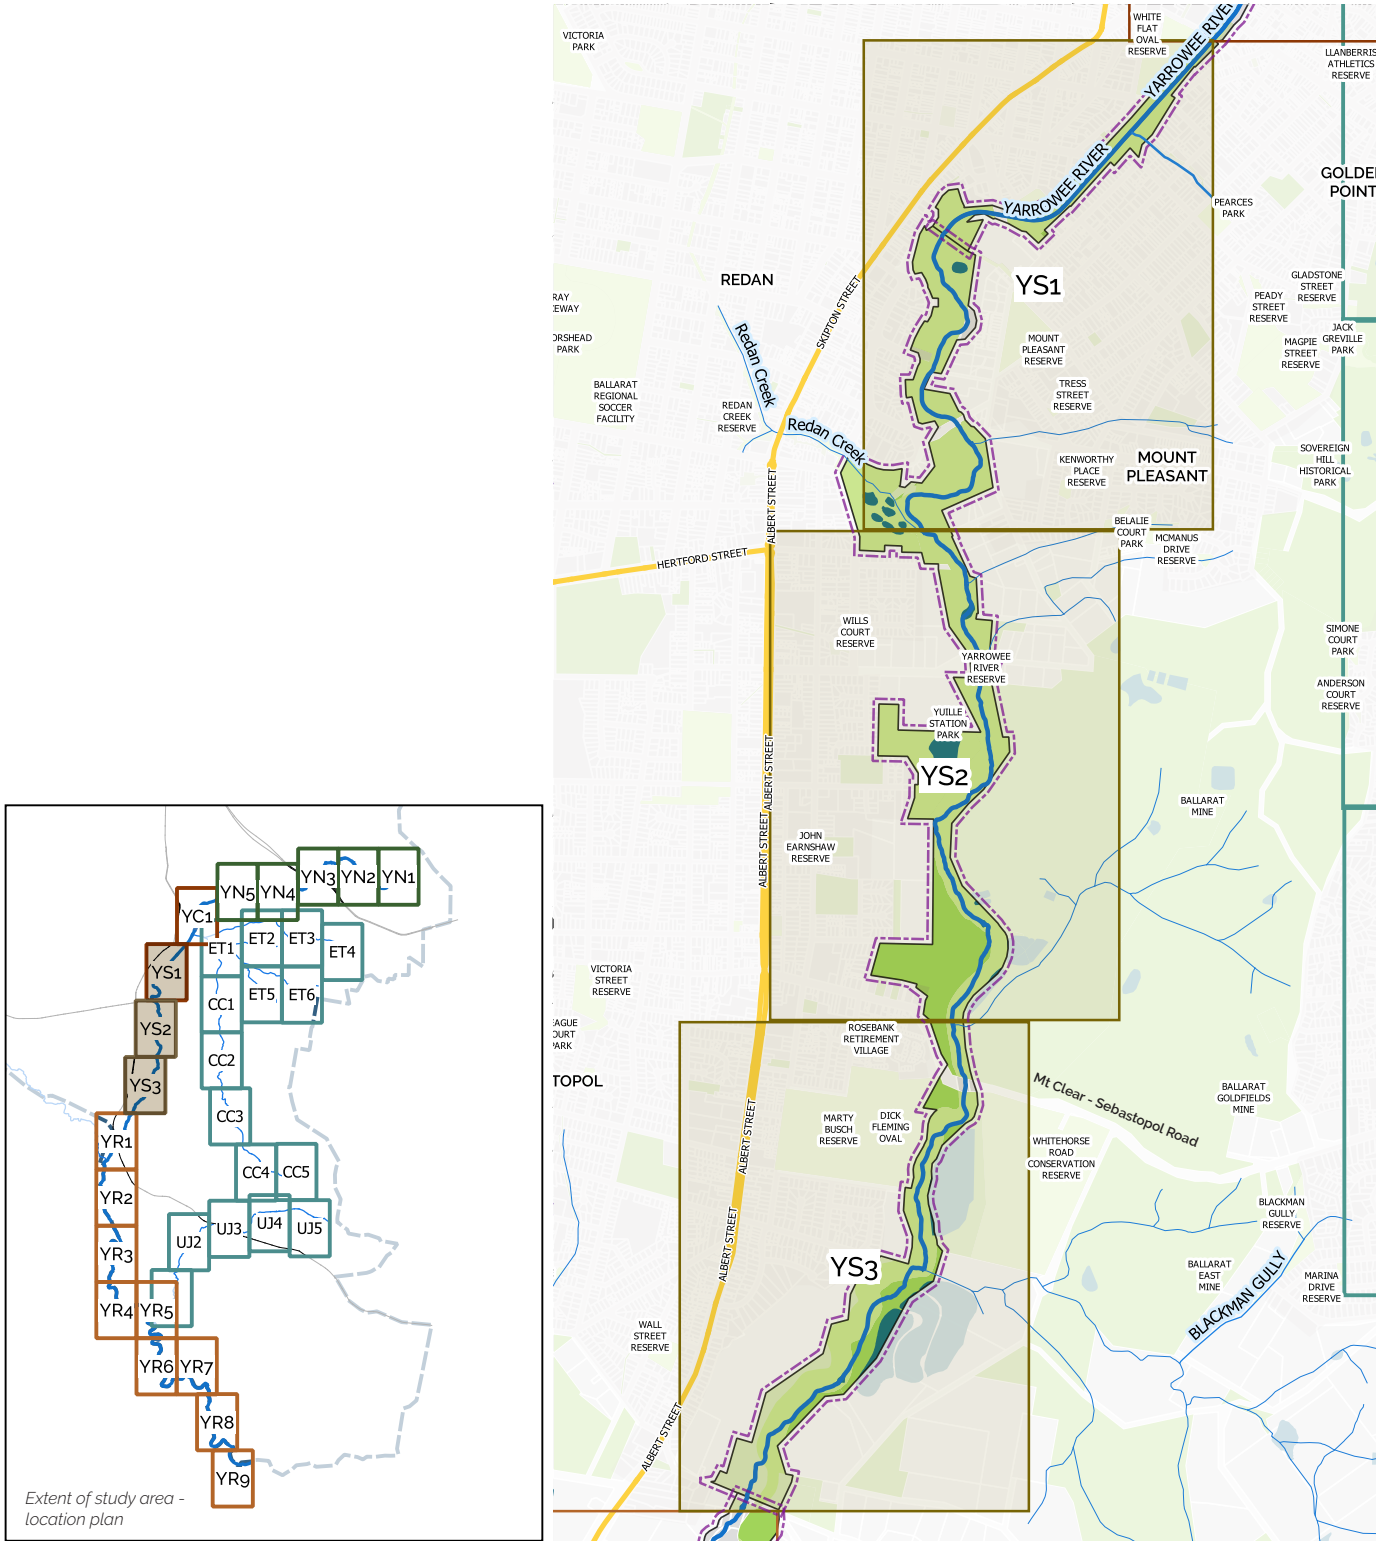 VICTORIA
PARK
WHITE
FLAT
OVAL
RESERVE
YARROWEE RIVER
LLANBERRIS
ATHLETICS
RESERVE
GOLDE
POINT
YARROWEE RIVER
PEARCES
PARK
REDAN
YS1
GLADSTONE
STREET
RESERVE
PEADY
STREET
RESERVE
RAY
EWAY
SKIPTON STREET
ORSHEAD
PARK
JACK
GREVILLE
PARK
MAGPIE
STREET
RESERVE
MOUNT
PLEASANT
RESERVE
Redan Creek
BALLARAT
REGIONAL
SOCCER
FACILITY
TRESS
STREET
RESERVE
REDAN
CREEK
RESERVE
Redan Creek
KENWORTHY
PLACE
RESERVE
MOUNT
PLEASANT
SOVEREIGN
HILL
HISTORICAL
PARK
ALBERT STREET
BELALIE
COURT
PARK
MCMANUS
DRIVE
RESERVE
HERTFORD STREET
WILLS
COURT
RESERVE
SIMONE
COURT
PARK
YARROWEE
RIVER
RESERVE
ANDERSON
COURT
RESERVE
YUILLE
STATION
PARK
YS2
ALBERT STREET
BALLARAT
MINE
ALBERT STREET
JOHN
EARNSHAW
RESERVE
VICTORIA
STREET
RESERVE
EAGUE
OURT
PARK
ROSEBANK
RETIREMENT
VILLAGE
TOPOL
Mt Clear - Sebastopol Road
BALLARAT
GOLDFIELDS
MINE
MARTY
BUSCH
RESERVE
DICK
FLEMING
OVAL
ALBERT STREET
WHITEHORSE
ROAD
CONSERVATION
RESERVE
BLACKMAN
GULLY
RESERVE
ALBERT STREET
YS3
BALLARAT
EAST
MINE
BLACKMAN GULLY
MARINA
DRIVE
RESERVE
WALL
STREET
RESERVE
ALBERT STREET
YN5
YN4
YN3
YN2
YN1
YC1
ET1
ET2
ET3
ET4
YS1
CC1
ET5
ET6
YS2
CC2
YS3
CC3
YR1
CC4
CC5
YR2
UJ2
UJ3
UJ4
UJ5
YR3
YR4
YR5
YR6
YR7
YR8
YR9
Extent of study area -
location plan